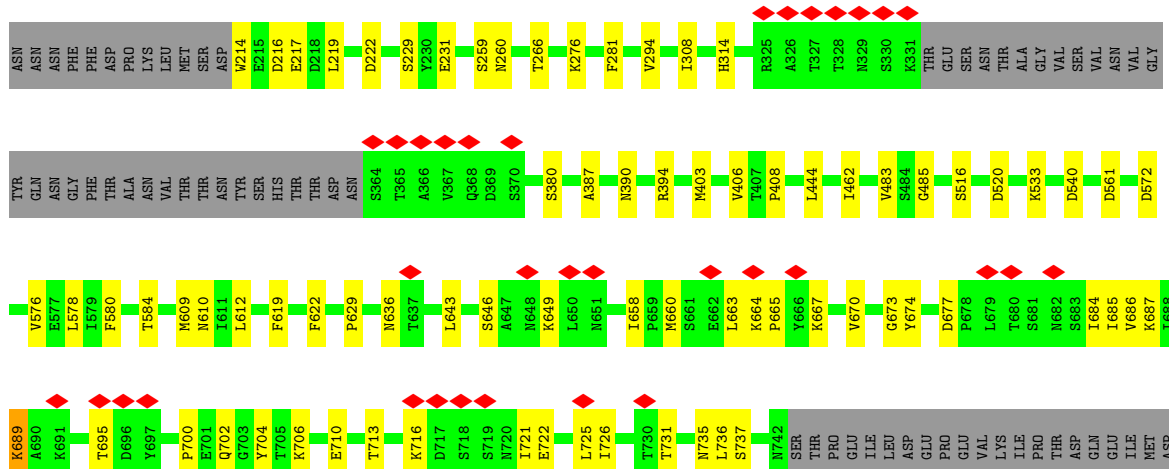 ASN ASN ASN PHE PHE ASP PRO LYS LEU MET SER ASP W214 E215 D216 E217 D218 L219 D222 S229 Y230 E231 S259 N260 T266 K276 F281 V294 I308 H314 R325 A326 T327 T328 N329 S330 K331 THR GLU SER ASN THR ALA GLY VAL SER VAL ASN VAL GLY
TYR GLN ASN GLY PHE THR ALA ASN VAL THR THR ASN TYR SER HIS THR THR ASP ASN S364 T365 A366 V367 Q368 D369 S370 S380 A387 N390 R394 M403 V406 T407 P408 L444 I462 V483 S484 G485 S516 D520 K533 D540 D561 D572
V576 E577 L578 I579 F580 T584 M609 N610 I611 L612 F619 F622 P629 N636 T637 L643 S646 A647 N648 K649 L650 N651 I658 P659 M660 S661 E662 L663 K664 P665 Y666 K667 V670 G673 Y674 D677 P678 L679 T680 S681 N682 S683 I684 I685 V686 K687 I688
K689 A690 K691 T695 D696 Y697 P700 E701 Q702 G703 Y704 T705 K706 E710 T713 K716 D717 S718 S719 N720 I721 E722 L725 I726 T730 T731 N735 L736 S737 N742 SER THR PRO GLU ILE LEU ASP GLU PRO GLU VAL LYS ILE PRO THR ASP GLN GLU ILE MET ASP